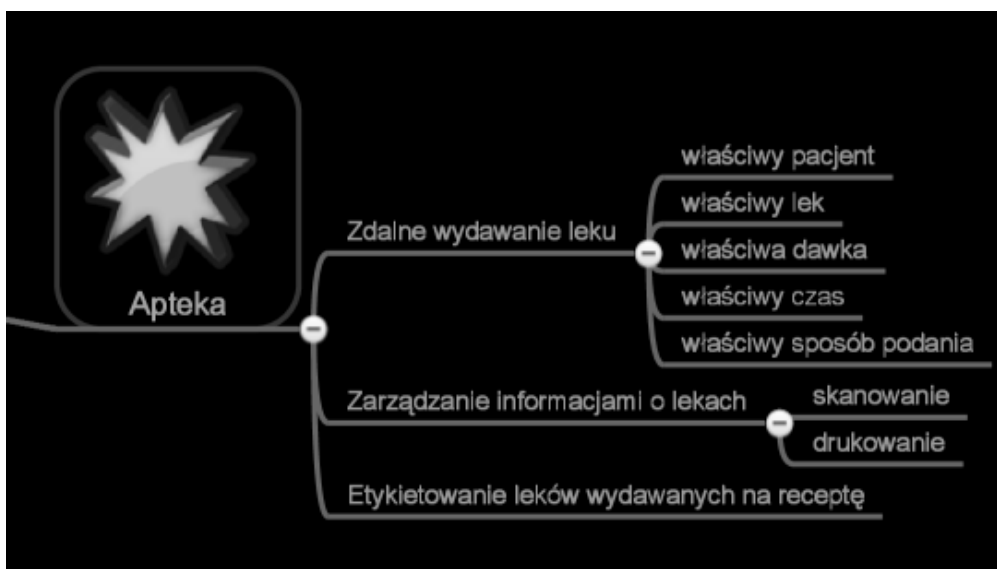 Apteka
Zdalne wydawanie leku
właściwy pacjent
właściwy lek
właściwa dawka
właściwy czas
właściwy sposób podania
Zarządzanie informacjami o lekach
skanowanie
drukowanie
Etykietowanie leków wydawanych na receptę